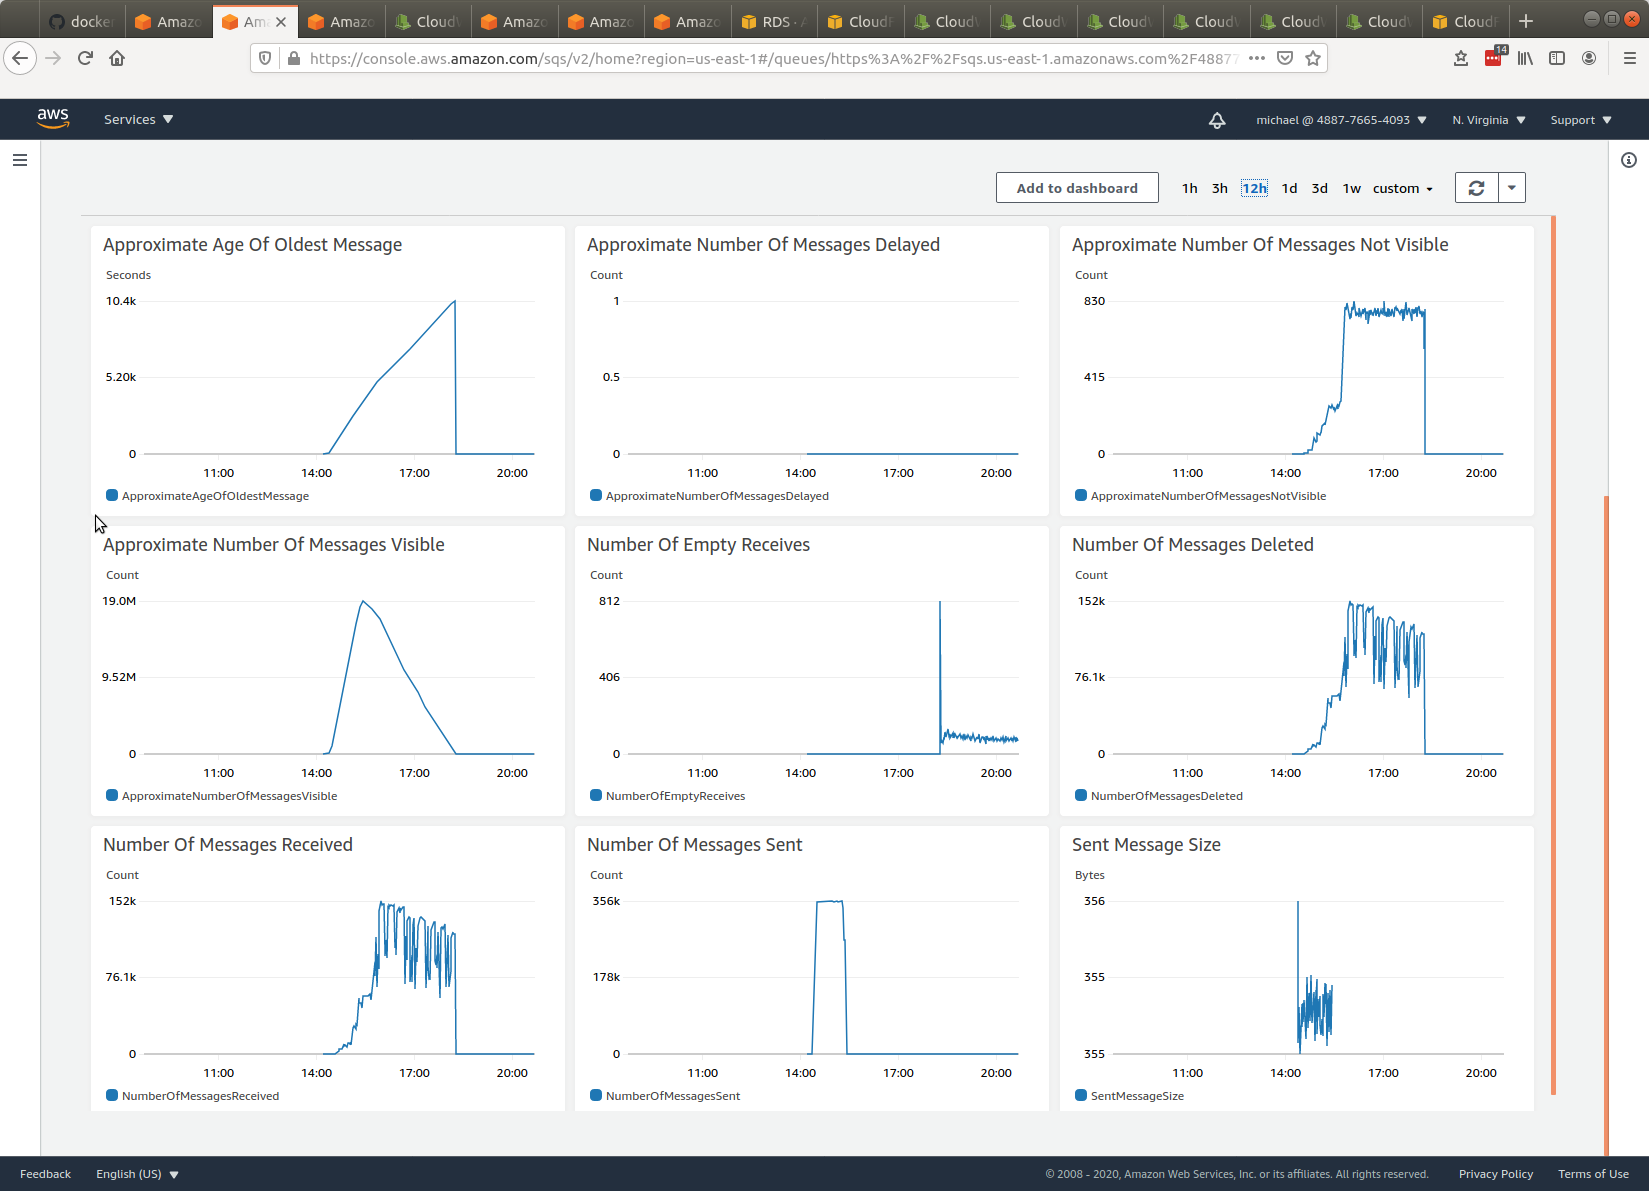 docker Amazo Am Amazo Cloud Amazo Amazo Amazo RDS · Cloud Cloud Cloud Cloud Cloud Cloud Cloud Cloud
https://console.aws.amazon.com/sqs/v2/home?region=us-east-1#/queues/https%3A%2F%2Fsqs.us-east-1.amazonaws.com%2F48877
14
aws Services michael @ 4887-7665-4093 N. Virginia Support
Add to dashboard 1h 3h 12h 1d 3d 1w custom
Approximate Age Of Oldest Message
Seconds
10.4k
5.20k
0
11:00 14:00 17:00 20:00
ApproximateAgeOfOldestMessage
Approximate Number Of Messages Delayed
Count
1
0.5
0
11:00 14:00 17:00 20:00
ApproximateNumberOfMessagesDelayed
Approximate Number Of Messages Not Visible
Count
830
415
0
11:00 14:00 17:00 20:00
ApproximateNumberOfMessagesNotVisible
Approximate Number Of Messages Visible
Count
19.0M
9.52M
0
11:00 14:00 17:00 20:00
ApproximateNumberOfMessagesVisible
Number Of Empty Receives
Count
812
406
0
11:00 14:00 17:00 20:00
NumberOfEmptyReceives
Number Of Messages Deleted
Count
152k
76.1k
0
11:00 14:00 17:00 20:00
NumberOfMessagesDeleted
Number Of Messages Received
Count
152k
76.1k
0
11:00 14:00 17:00 20:00
NumberOfMessagesReceived
Number Of Messages Sent
Count
356k
178k
0
11:00 14:00 17:00 20:00
NumberOfMessagesSent
Sent Message Size
Bytes
356
355
355
11:00 14:00 17:00 20:00
SentMessageSize
Feedback English (US) © 2008 - 2020, Amazon Web Services, Inc. or its affiliates. All rights reserved. Privacy Policy Terms of Use